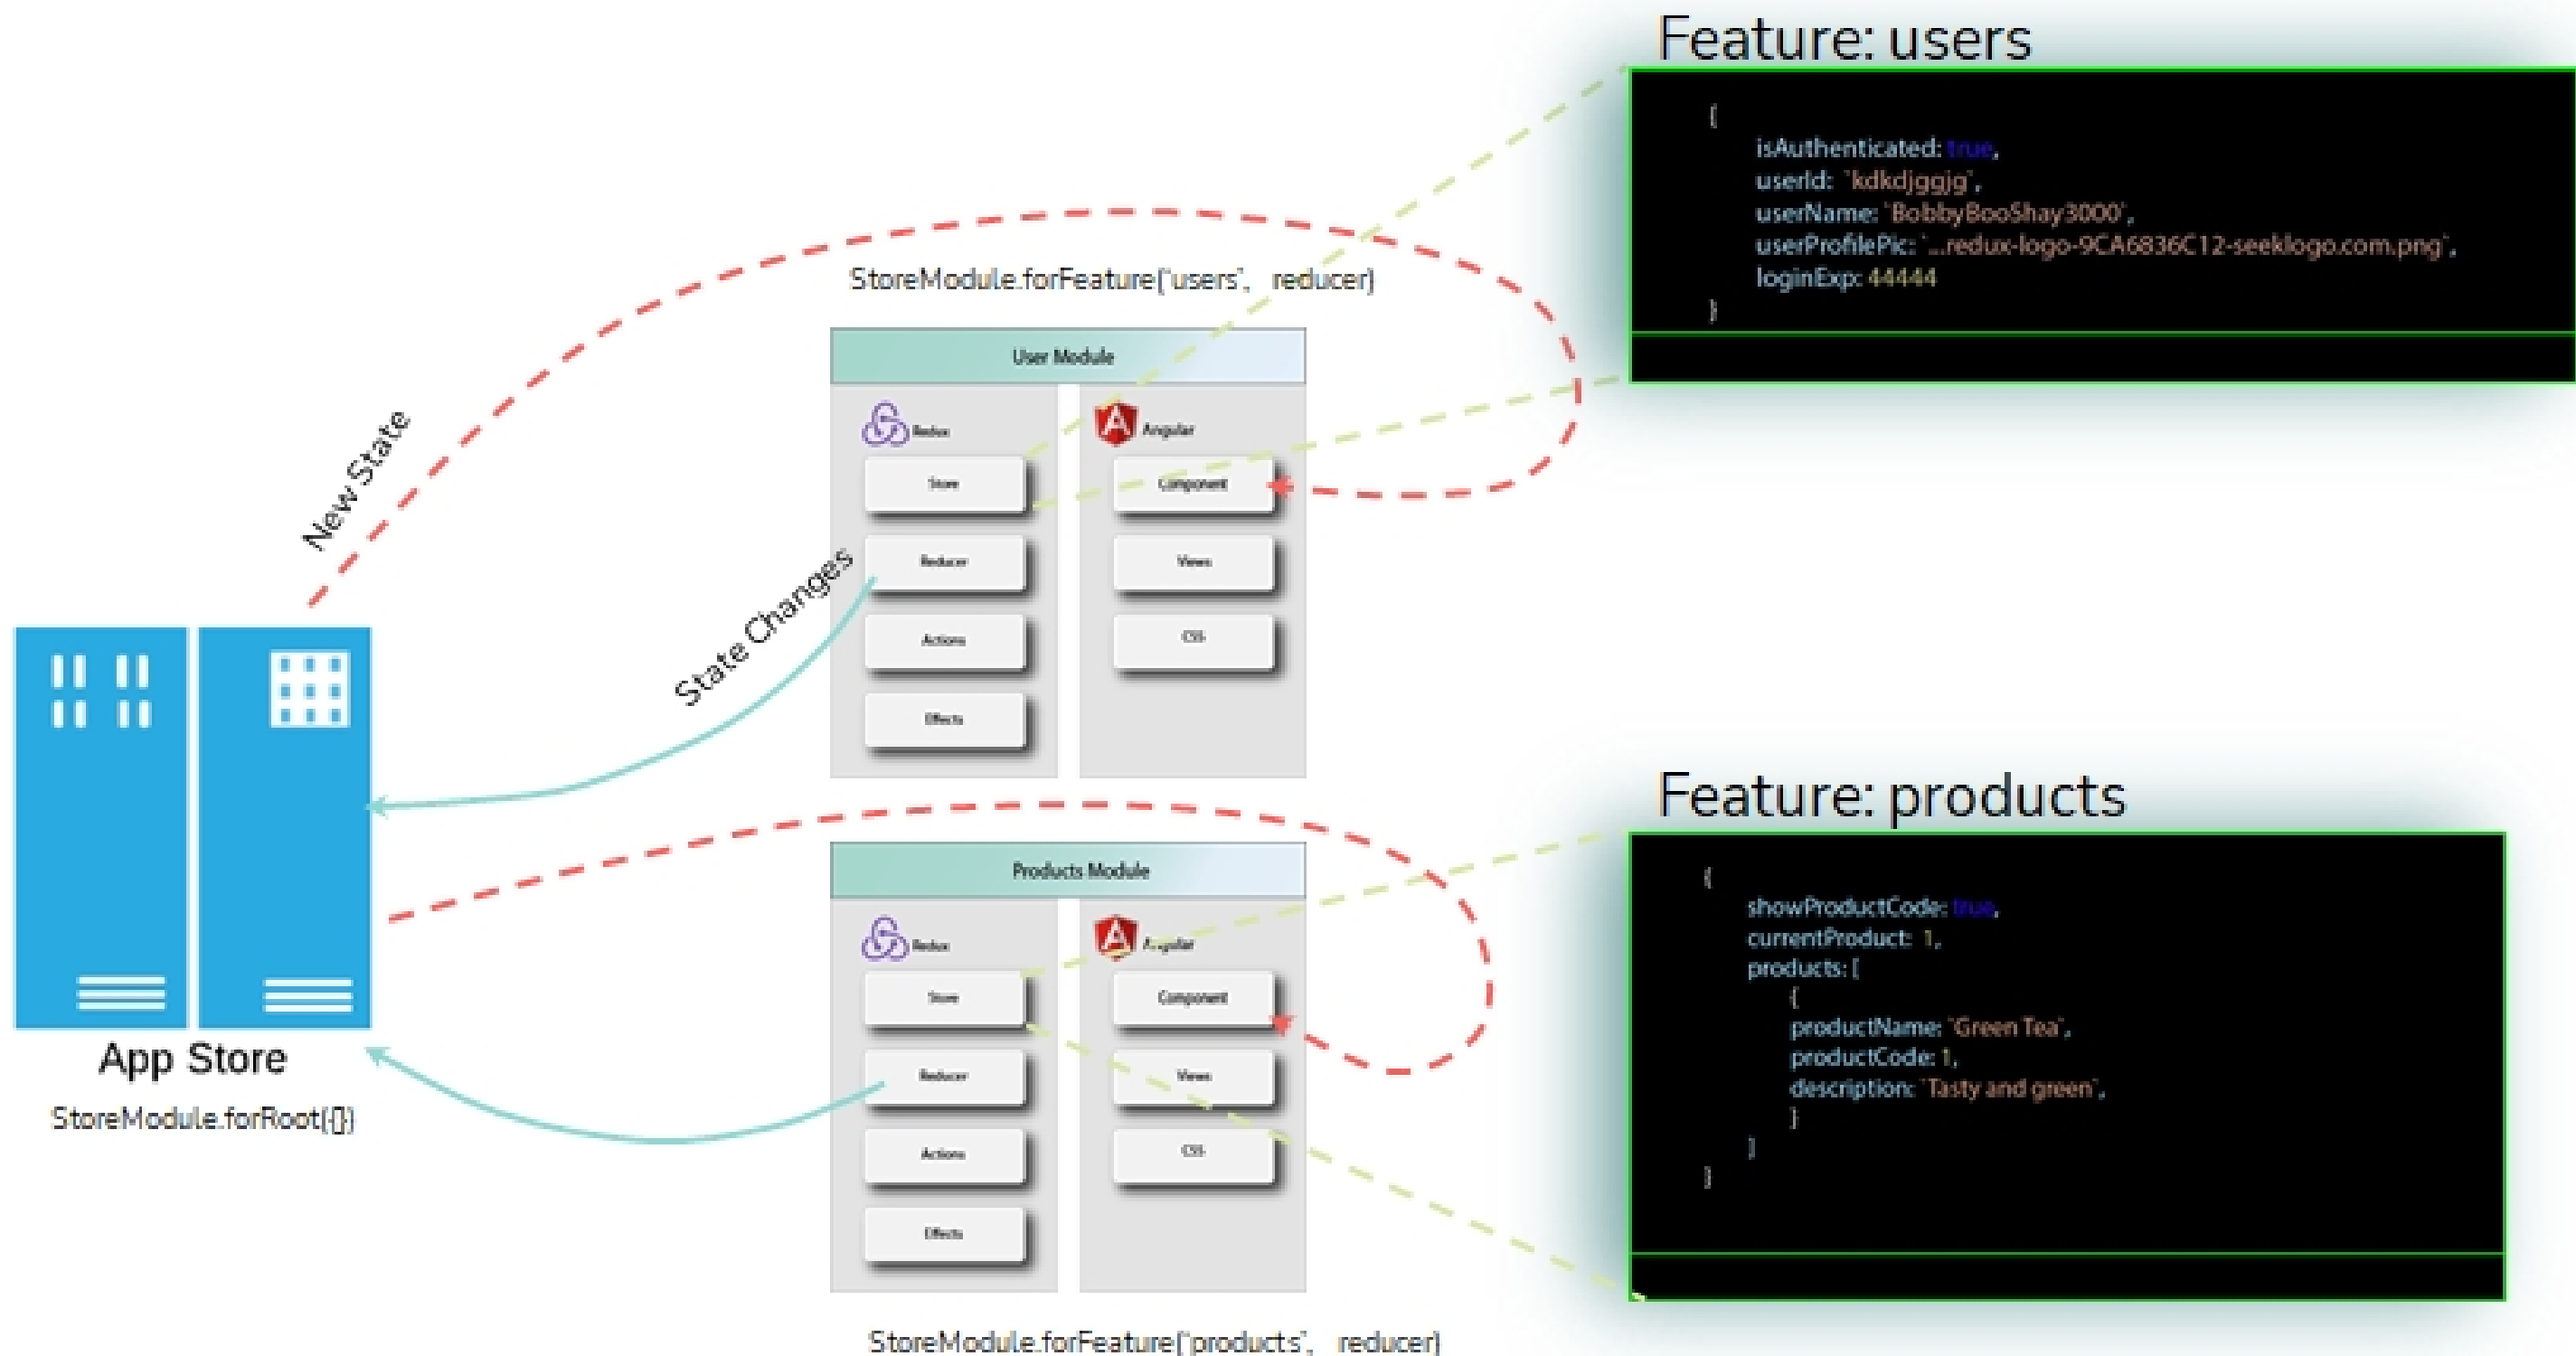 Feature: users
{
isAuthenticated: true,
userId: `kdkdjggjg`,
userName: `BobbyBooShay3000`,
userProfilePic: `...redux-logo-9CA6836C12-seeklogo.com.png`,
loginExp: 44444
}
StoreModule.forFeature('users', reducer)
User Module
Redux
Angular
Store
Component
Reducer
Views
Actions
CSS
Effects
New State
State Changes
App Store
StoreModule.forRoot({})
Products Module
Redux
Angular
Store
Component
Reducer
Views
Actions
CSS
Effects
StoreModule.forFeature('products', reducer)
Feature: products
{
showProductCode: true,
currentProduct: 1,
products: [
{
productName: `Green Tea`,
productCode: 1,
description: `Tasty and green`,
}
]
}